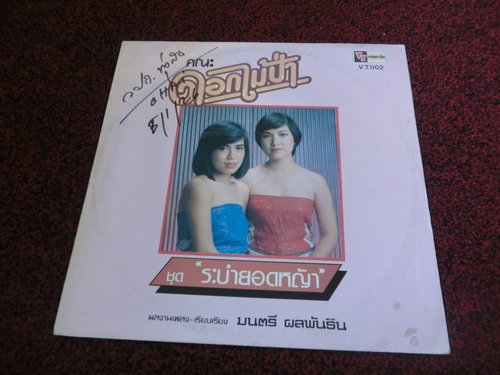 คณะ
ดอกไม้ป่า
V.T.002
ชุด "ระบำยอดหญ้า"
ผลงานเพลง-เรียบเรียง มนตรี ผลพันธิน